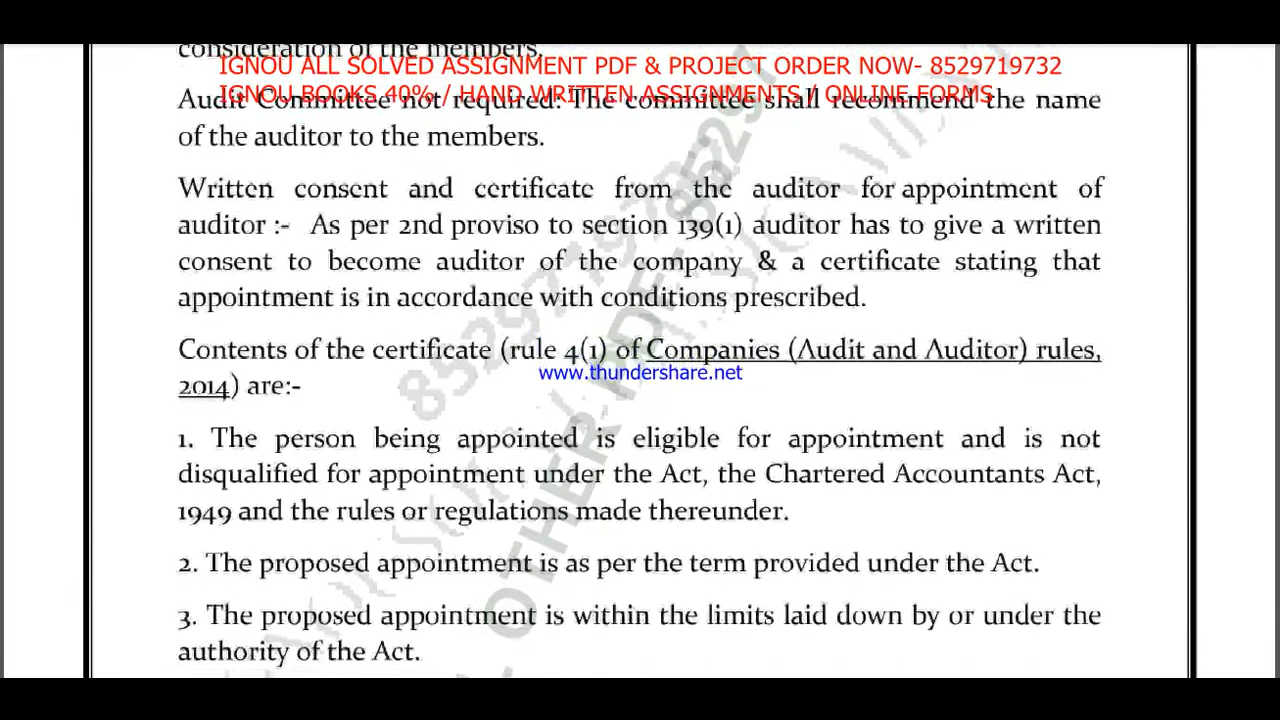 consideration of the members.
IGNOU ALL SOLVED ASSIGNMENT PDF & PROJECT ORDER NOW- 8529719732
IGNOU BOOKS 40% / HAND WRITTEN ASSIGNMENTS / ONLINE FORMS
Audit Committee not required: The committee shall recommend the name
of the auditor to the members.
Written consent and certificate from the auditor for appointment of
auditor :- As per 2nd proviso to section 139(1) auditor has to give a written
consent to become auditor of the company & a certificate stating that
appointment is in accordance with conditions prescribed.
Contents of the certificate (rule 4(1) of Companies (Audit and Auditor) rules,
www.thundershare.net
2014) are:-
1. The person being appointed is eligible for appointment and is not
disqualified for appointment under the Act, the Chartered Accountants Act,
1949 and the rules or regulations made thereunder.
2. The proposed appointment is as per the term provided under the Act.
3. The proposed appointment is within the limits laid down by or under the
authority of the Act.
OTHER PDF